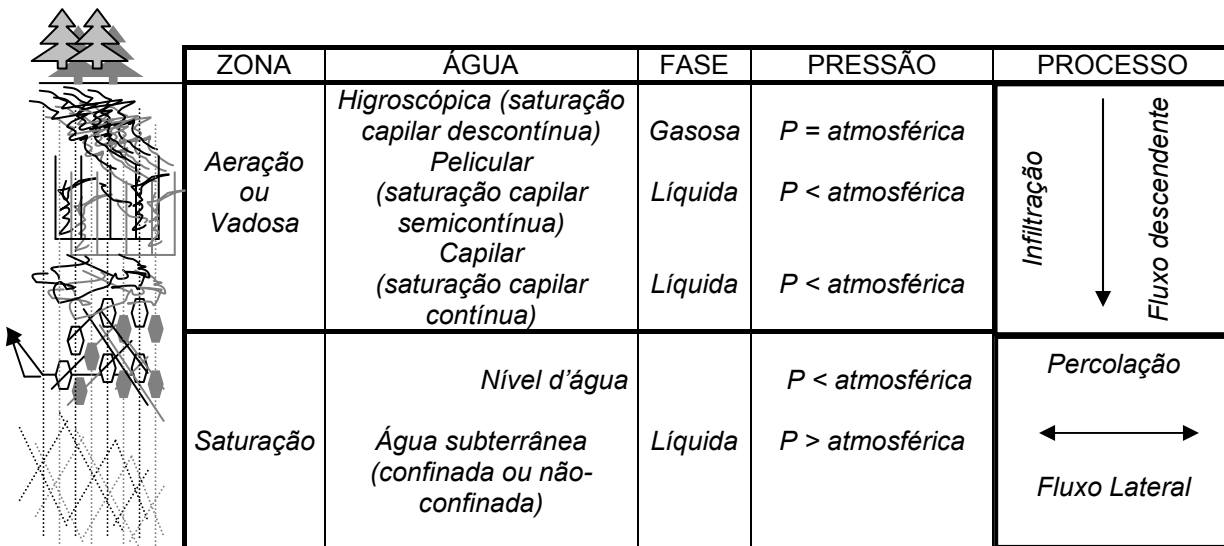 ZONA ÁGUA FASE PRESSÃO PROCESSO
Aeração
ou
Vadosa
Higroscópica (saturação
capilar descontínua)
Pelicular
(saturação capilar
semicontínua)
Capilar
(saturação capilar
contínua)
Gasosa
Líquida
Líquida
P = atmosférica
P < atmosférica
P < atmosférica
Infiltração
Fluxo descendente
Saturação
Nível d’água
Água subterrânea
(confinada ou não-
confinada)
Líquida
P < atmosférica
P > atmosférica
Percolação
Fluxo Lateral